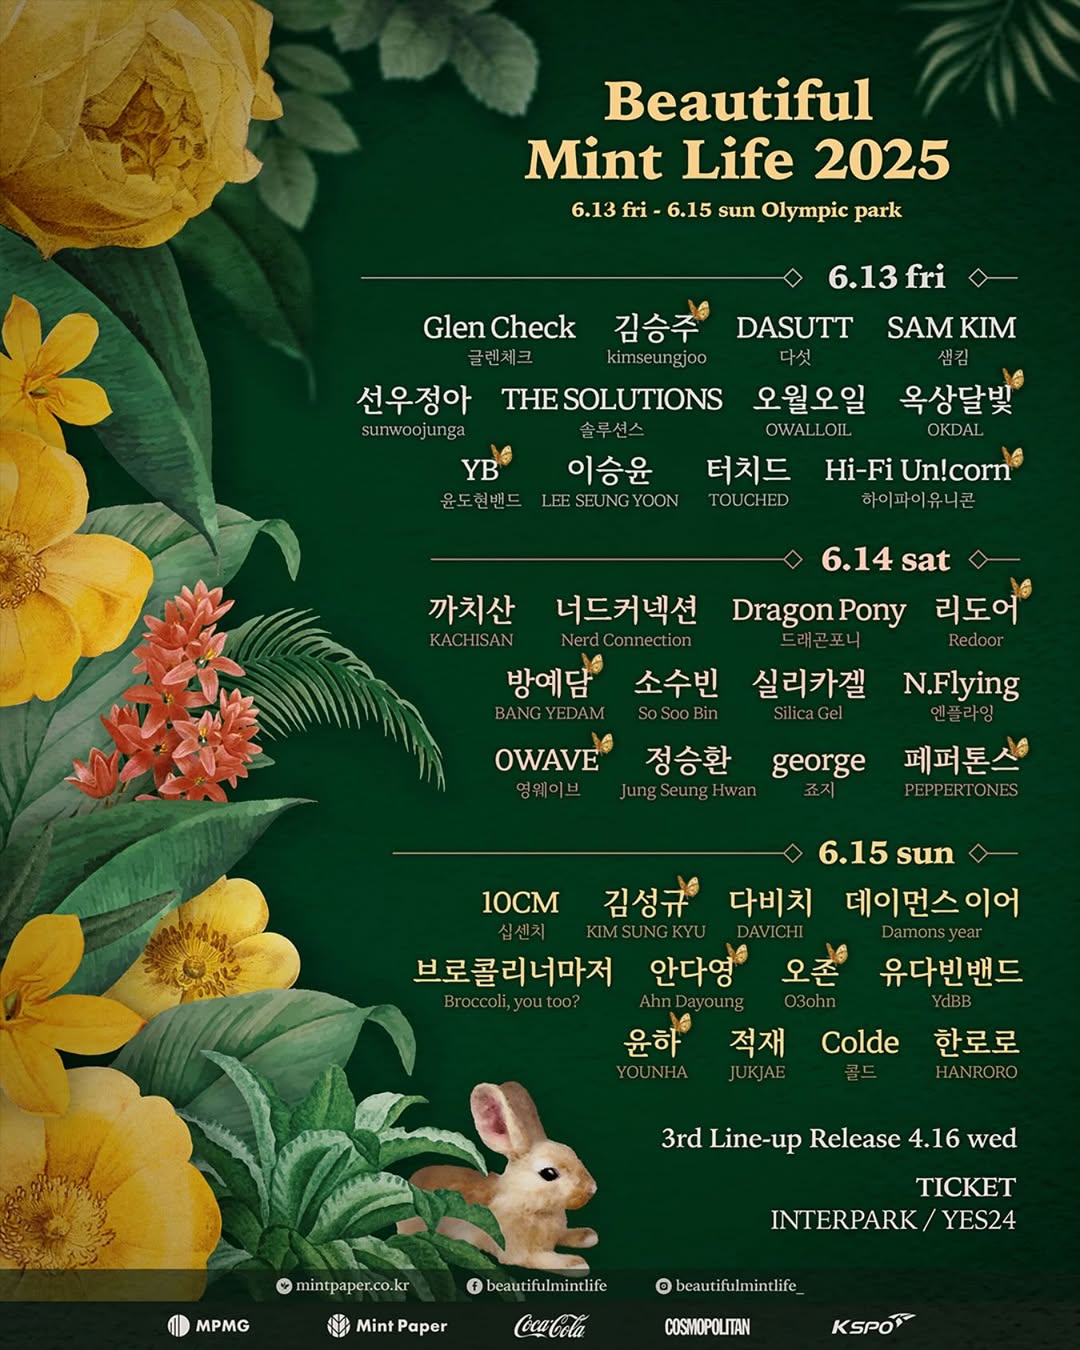 Beautiful
Mint Life 2025
6.13 fri - 6.15 sun Olympic park
6.13 fri
Glen Check 김승주 DASUTT SAM KIM
글렌체크 kimseungjoo 다섯 샘킴
선우정아 THE SOLUTIONS 오월오일 옥상달빛
sunwoojunga 솔루션스 OWALLOIL OKDAL
YB 이승윤 터치드 Hi-Fi Un!corn
윤도현밴드 LEE SEUNG YOON TOUCHED 하이파이유니콘
6.14 sat
까치산 너드커넥션 Dragon Pony 리도어
KACHISAN Nerd Connection 드래곤포니 Redoor
방예담 소수빈 실리카겔 N.Flying
BANG YEDAM So Soo Bin Silica Gel 엔플라잉
0WAVE 정승환 george 페퍼톤스
영웨이브 Jung Seung Hwan 죠지 PEPPERTONES
6.15 sun
10CM 김성규 다비치 데이먼스 이어
십센치 KIM SUNG KYU DAVICHI Damons year
브로콜리너마저 안다영 오존 유다빈밴드
Broccoli, you too? Ahn Dayoung O3ohn YdBB
윤하 적재 Colde 한로로
YOUNHA JUKJAE 콜드 HANRORO
3rd Line-up Release 4.16 wed
TICKET
INTERPARK / YES24
mintpaper.co.kr beautifulmintlife beautifulmintlife_
MPMG Mint Paper Coca-Cola COSMOPOLITAN KSPO